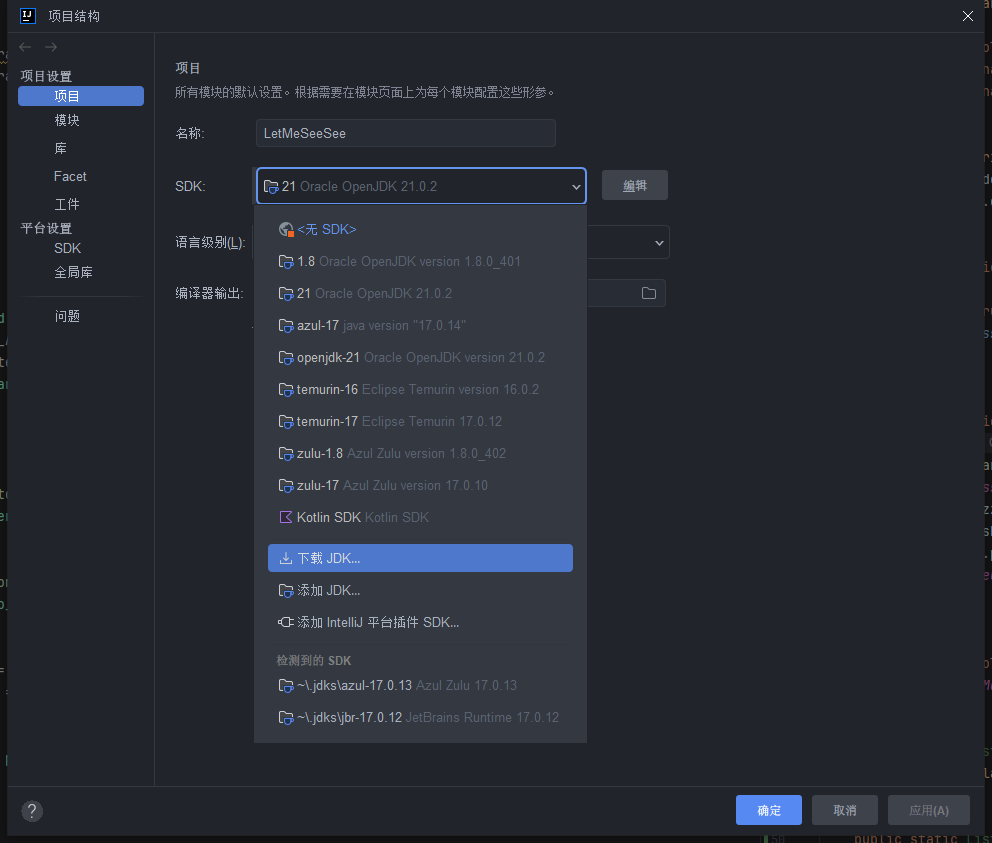 项目结构
项目设置
项目
模块
库
Facet
工件
平台设置
SDK
全局库
问题
项目
所有模块的默认设置。根据需要在模块页面上为每个模块配置这些形参。
名称: LetMeSeeSee
SDK: 21 Oracle OpenJDK 21.0.2 编辑
语言级别(L):
编译器输出:
<无 SDK>
1.8 Oracle OpenJDK version 1.8.0_401
21 Oracle OpenJDK 21.0.2
azul-17 java version "17.0.14"
openjdk-21 Oracle OpenJDK version 21.0.2
temurin-16 Eclipse Temurin version 16.0.2
temurin-17 Eclipse Temurin 17.0.12
zulu-1.8 Azul Zulu version 1.8.0_402
zulu-17 Azul Zulu version 17.0.10
Kotlin SDK Kotlin SDK
下载 JDK...
添加 JDK...
添加 IntelliJ 平台插件 SDK...
检测到的 SDK
~\.jdks\azul-17.0.13 Azul Zulu 17.0.13
~\.jdks\jbr-17.0.12 JetBrains Runtime 17.0.12
?
确定 取消 应用(A)
public static